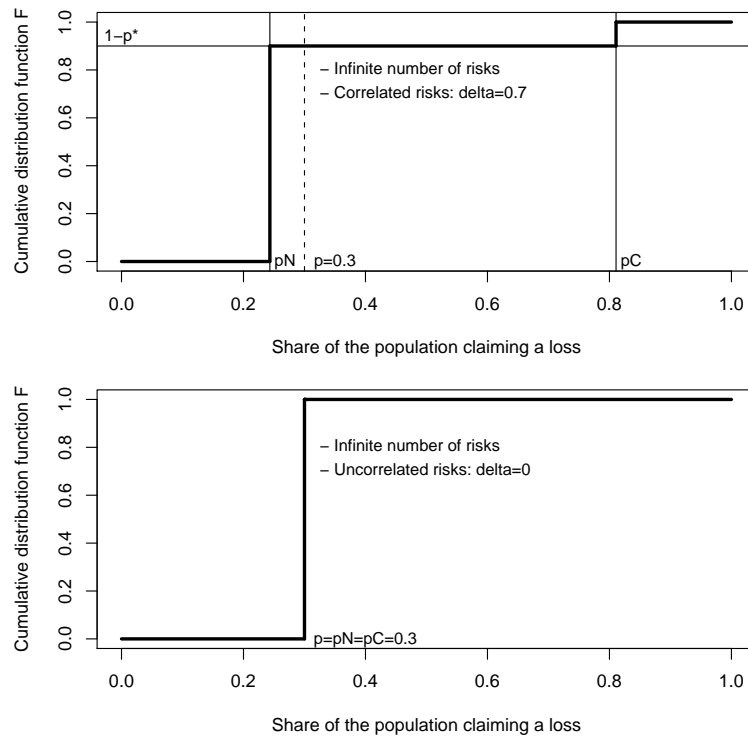 Cumulative distribution function F
1.0
0.8
0.6
0.4
0.2
0.0
1−p*
− Infinite number of risks
− Correlated risks: delta=0.7
pN
p=0.3
pC
0.0 0.2 0.4 0.6 0.8 1.0
Share of the population claiming a loss
Cumulative distribution function F
1.0
0.8
0.6
0.4
0.2
0.0
− Infinite number of risks
− Uncorrelated risks: delta=0
p=pN=pC=0.3
0.0 0.2 0.4 0.6 0.8 1.0
Share of the population claiming a loss